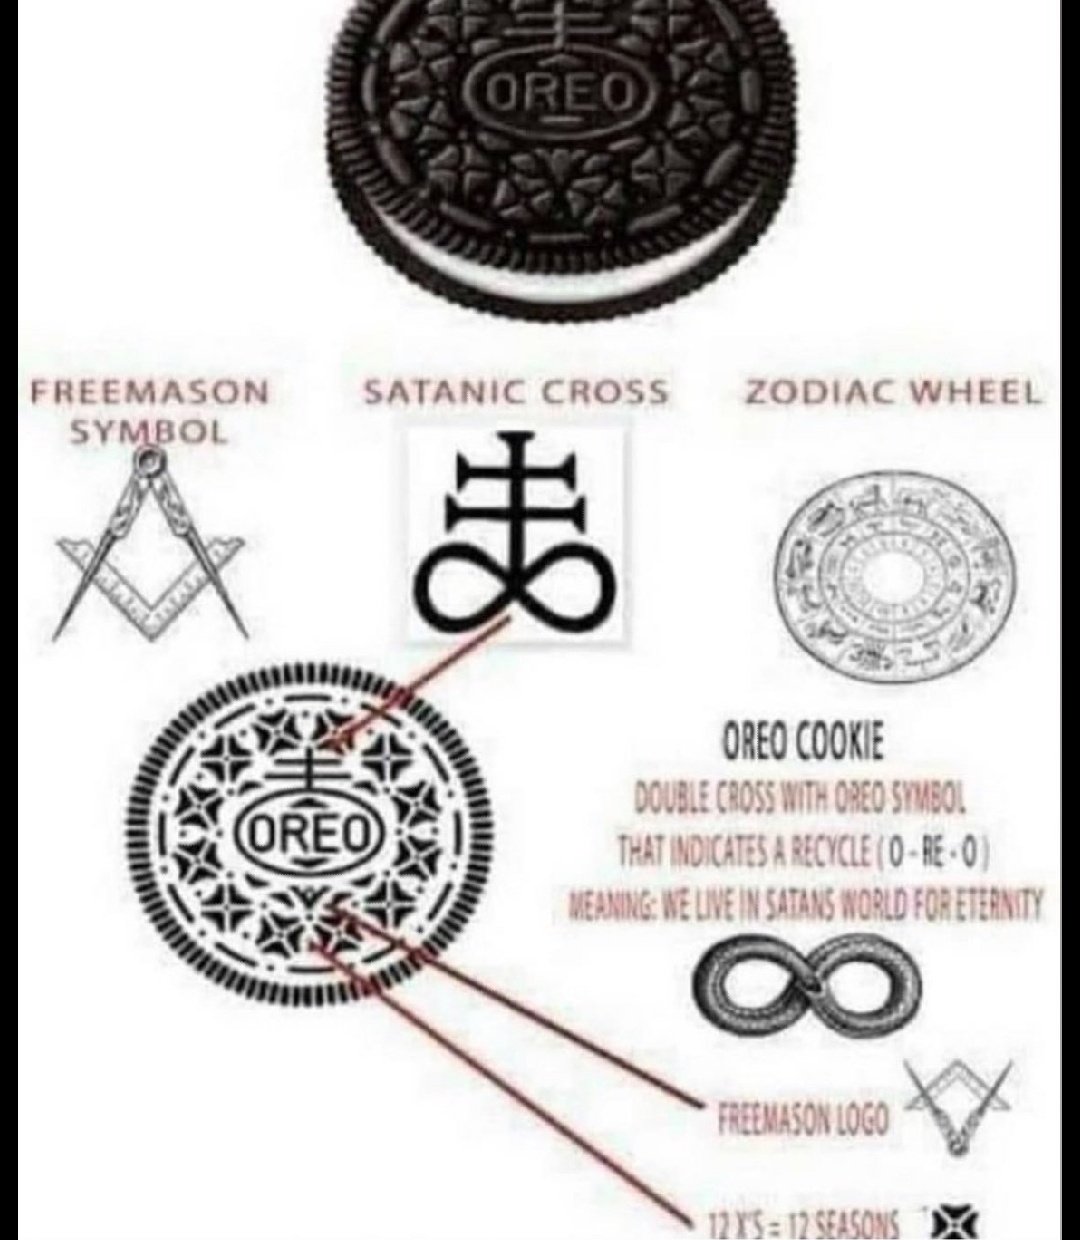 OREO
FREEMASON
SYMBOL
SATANIC CROSS
ZODIAC WHEEL
OREO COOKIE
DOUBLE CROSS WITH OREO SYMBOL
THAT INDICATES A RECYCLE ( O - RE - O )
MEANING: WE LIVE IN SATANS WORLD FOR ETERNITY
OREO
FREEMASON LOGO
12 X'S = 12 SEASONS